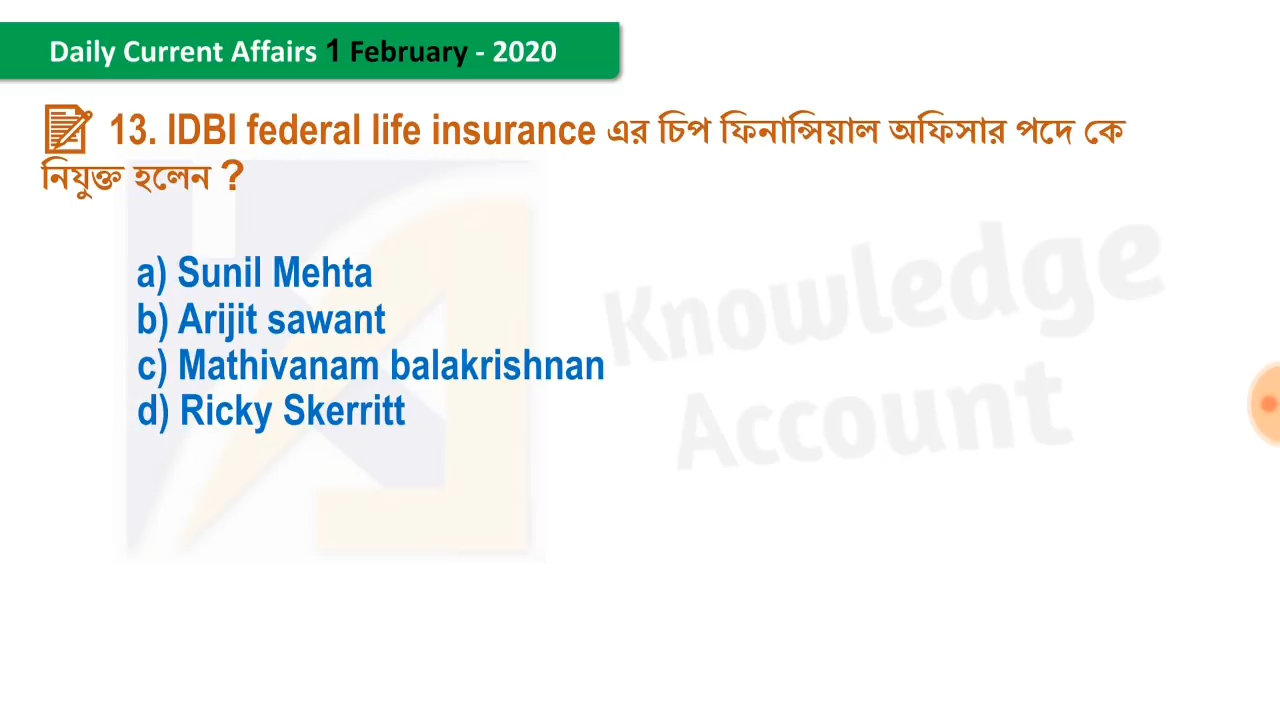 Daily Current Affairs 1 February - 2020
13. IDBI federal life insurance এর চিপ ফিনান্সিয়াল অফিসার পদে কে
নিযুক্ত হলেন ?
a) Sunil Mehta
b) Arijit sawant
c) Mathivanam balakrishnan
d) Ricky Skerritt
Knowledge
Account